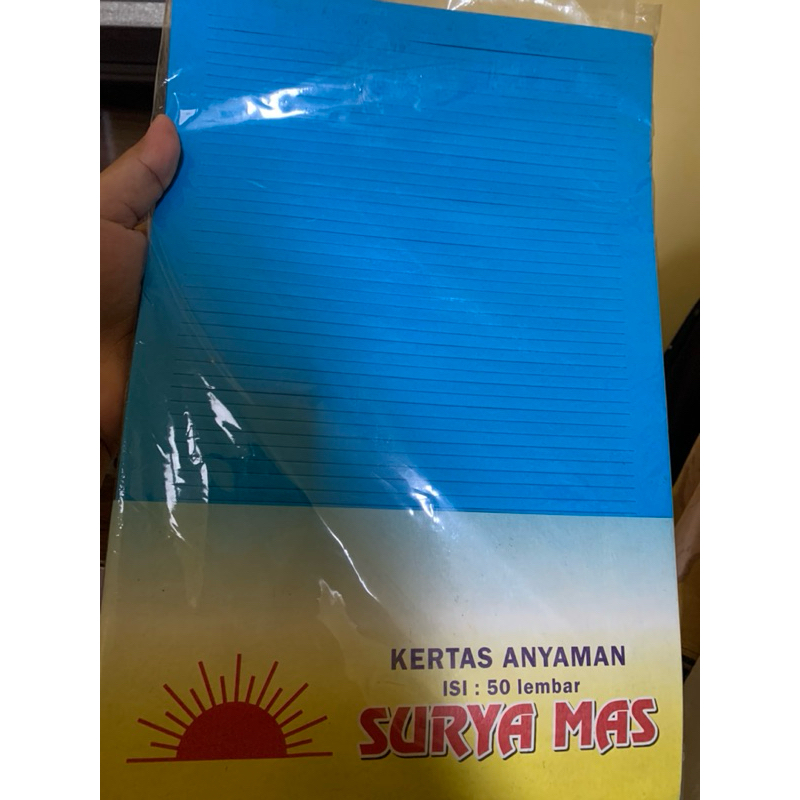 KERTAS ANYAMAN
ISI : 50 lembar
SURYA MAS